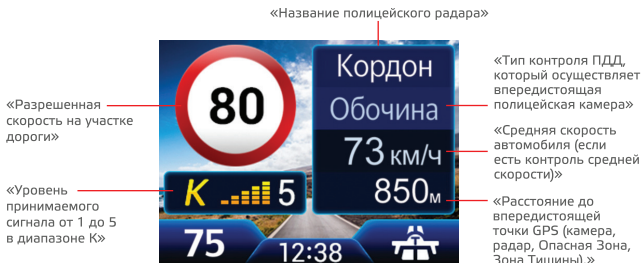 «Название полицейского радара»
«Разрешенная
скорость на участке
дороги»
«Уровень
принимаемого
сигнала от 1 до 5
в диапазоне К»
80
K 5
75
12:38
Кордон
Обочина
73 км/ч
850м
«Тип контроля ПДД,
который осуществляет
впередистоящая
полицейская камера»
«Средняя скорость
автомобиля (если
есть контроль средней
скорости)»
«Расстояние до
впередистоящей
точки GPS (камера,
радар, Опасная Зона,
Зона Тишины).»